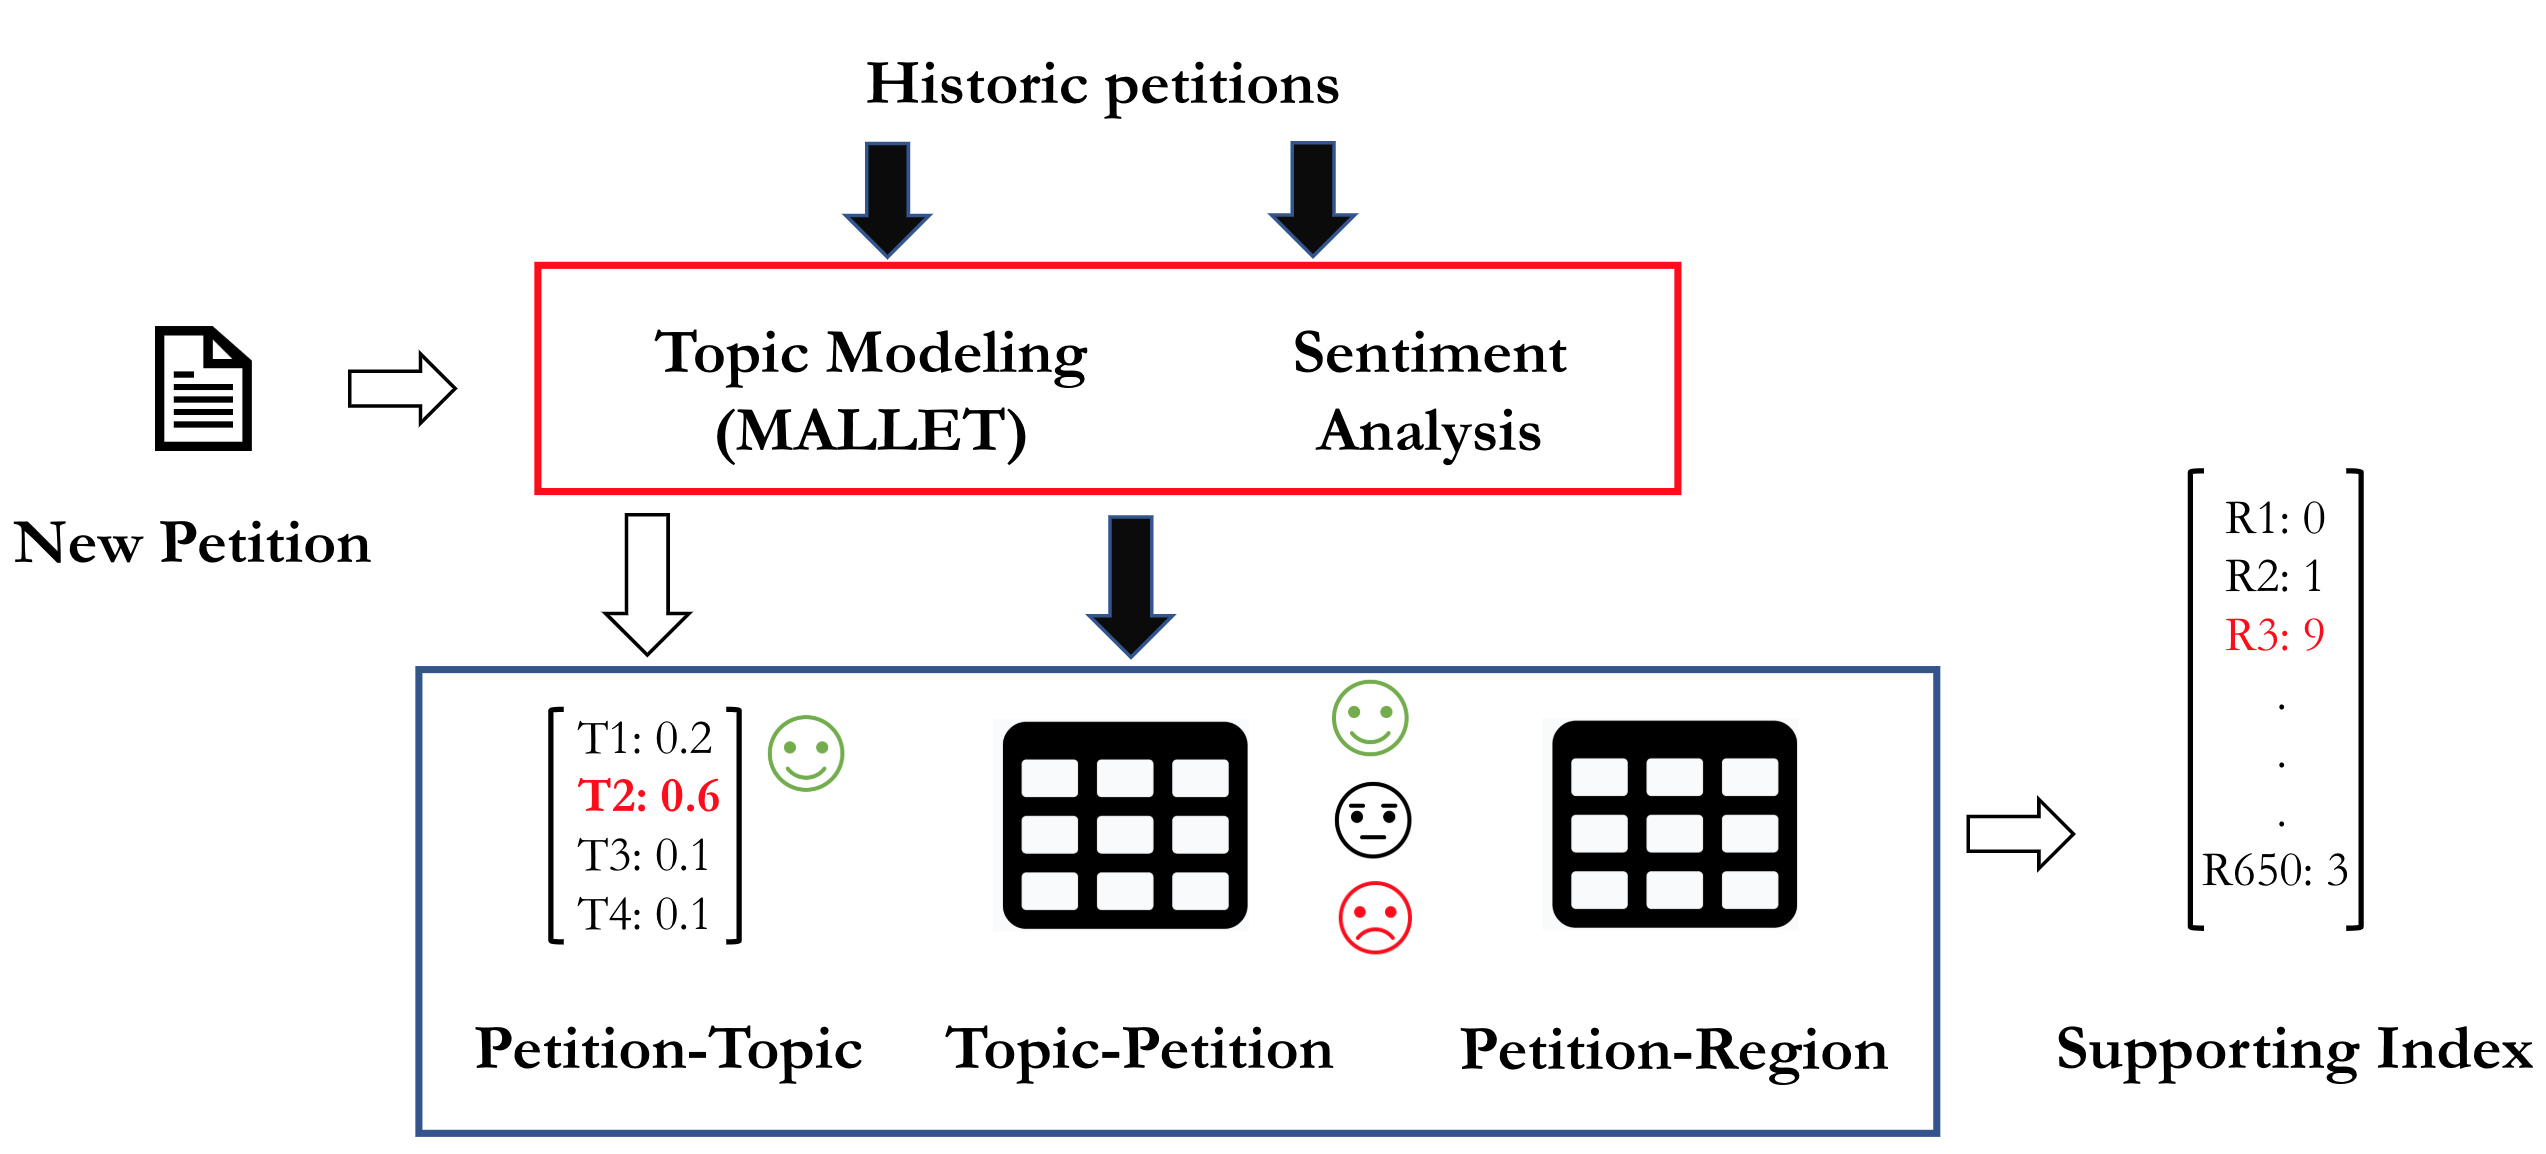 Historic petitions
Topic Modeling
(MALLET)
Sentiment
Analysis
New Petition
T1: 0.2
T2: 0.6
T3: 0.1
T4: 0.1
Petition-Topic
Topic-Petition
Petition-Region
R1: 0
R2: 1
R3: 9
.
.
.
R650: 3
Supporting Index